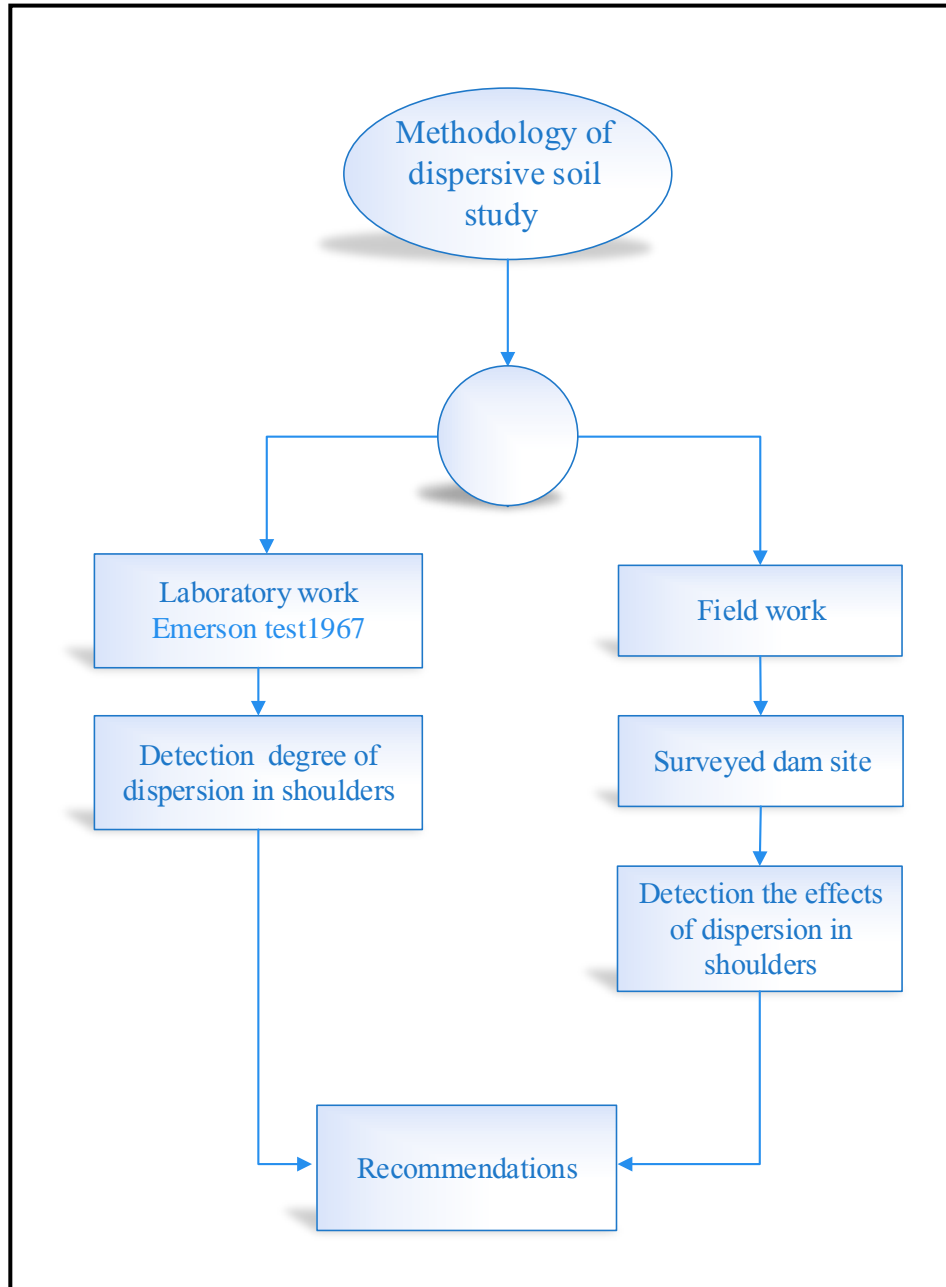 Methodology of
dispersive soil
study
Laboratory work
Emerson test1967
Detection degree of
dispersion in shoulders
Field work
Surveyed dam site
Detection the effects
of dispersion in
shoulders
Recommendations